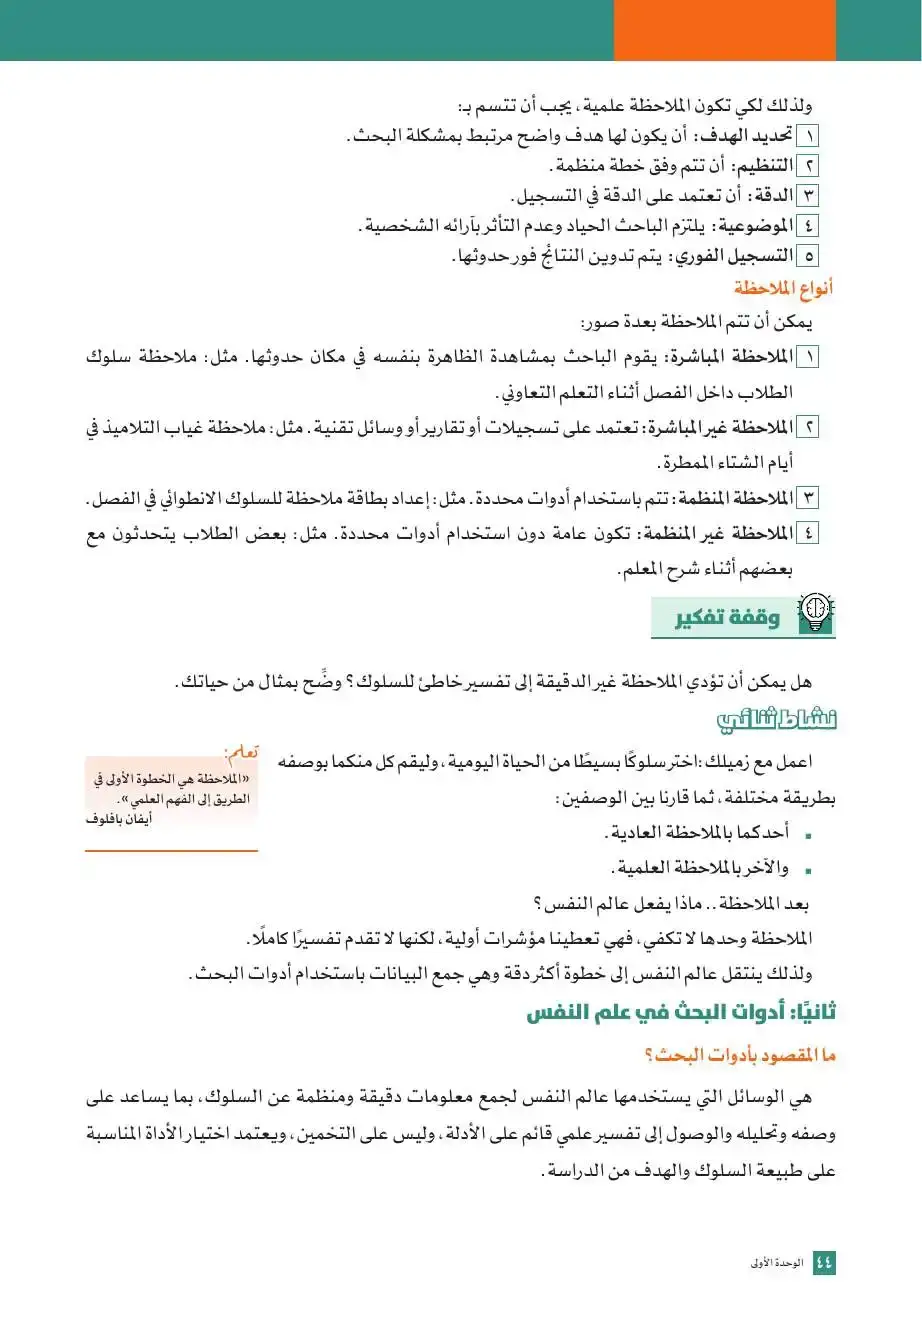 ولذلك لكي تكون الملاحظة علمية، يجب أن تتسم بـ:
١ تحديد الهدف: أن يكون لها هدف واضح مرتبط بمشكلة البحث.
٢ التنظيم: أن تتم وفق خطة منظمة.
٣ الدقة: أن تعتمد على الدقة في التسجيل.
٤ الموضوعية: يلتزم الباحث الحياد وعدم التأثر بآرائه الشخصية.
٥ التسجيل الفوري: يتم تدوين النتائج فور حدوثها.
أنواع الملاحظة
يمكن أن تتم الملاحظة بعدة صور:
١ الملاحظة المباشرة: يقوم الباحث بمشاهدة الظاهرة بنفسه في مكان حدوثها. مثل: ملاحظة سلوك
الطلاب داخل الفصل أثناء التعلم التعاوني.
٢ الملاحظة غير المباشرة: تعتمد على تسجيلات أو تقارير أو وسائل تقنية. مثل: ملاحظة غياب التلاميذ في
أيام الشتاء الممطرة.
٣ الملاحظة المنظمة: تتم باستخدام أدوات محددة. مثل: إعداد بطاقة ملاحظة للسلوك الانطوائي في الفصل.
٤ الملاحظة غير المنظمة: تكون عامة دون استخدام أدوات محددة. مثل: بعض الطلاب يتحدثون مع
بعضهم أثناء شرح المعلم.
وقفة تفكير
هل يمكن أن تؤدي الملاحظة غير الدقيقة إلى تفسير خاطئ للسلوك؟ وضِّح بمثال من حياتك.
نشاط ثنائي
اعمل مع زميلك: اختر سلوكًا بسيطًا من الحياة اليومية، وليقم كل منكما بوصفه
بطريقة مختلفة، ثما قارنا بين الوصفين:
▪ أحدكما بالملاحظة العادية.
▪ والآخر بالملاحظة العلمية.
تعلم:
«الملاحظة هي الخطوة الأولى في
الطريق إلى الفهم العلمي».
أيفان بافلوف
بعد الملاحظة.. ماذا يفعل عالم النفس؟
الملاحظة وحدها لا تكفي، فهي تعطينا مؤشرات أولية، لكنها لا تقدم تفسيرًا كاملًا.
ولذلك ينتقل عالم النفس إلى خطوة أكثر دقة وهي جمع البيانات باستخدام أدوات البحث.
ثانيًا: أدوات البحث في علم النفس
ما المقصود بأدوات البحث؟
هي الوسائل التي يستخدمها عالم النفس لجمع معلومات دقيقة ومنظمة عن السلوك، بما يساعد على
وصفه وتحليله والوصول إلى تفسير علمي قائم على الأدلة، وليس على التخمين، ويعتمد اختيار الأداة المناسبة
على طبيعة السلوك والهدف من الدراسة.
٤٤ الوحدة الأولى